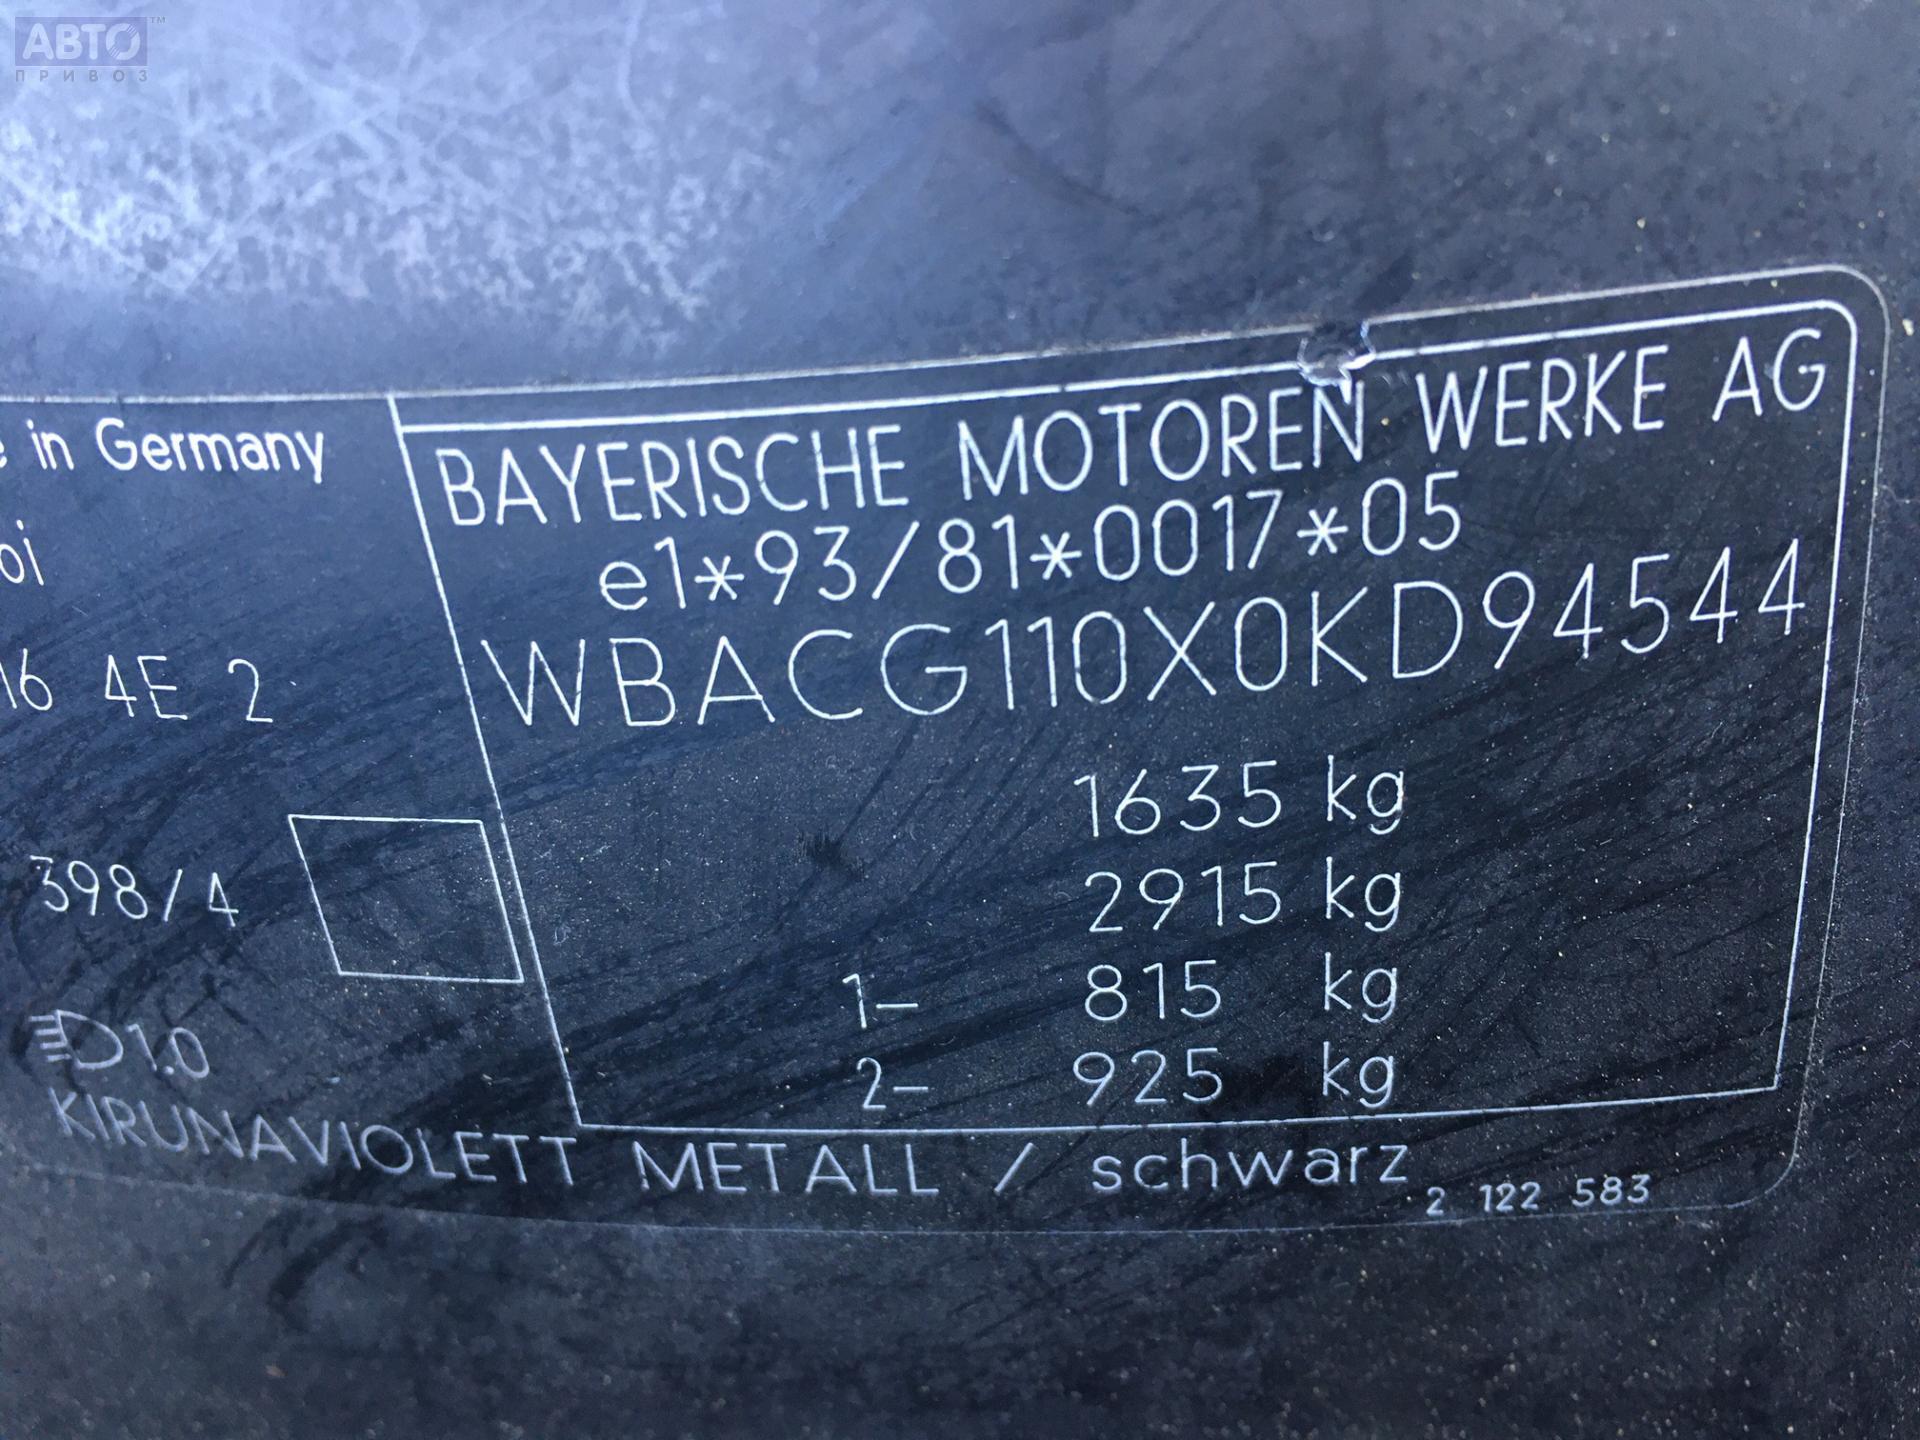 АВТО™
ПРИВОЗ
BAYERISCHE MOTOREN WERKE AG
e1*93/81*0017*05
WBACG110X0KD94544
1635 kg
2915 kg
1- 815 kg
2- 925 kg
in Germany
16 4E 2
398/4
1.0
KIRUNAVIOLETT METALL / schwarz
2 122 583